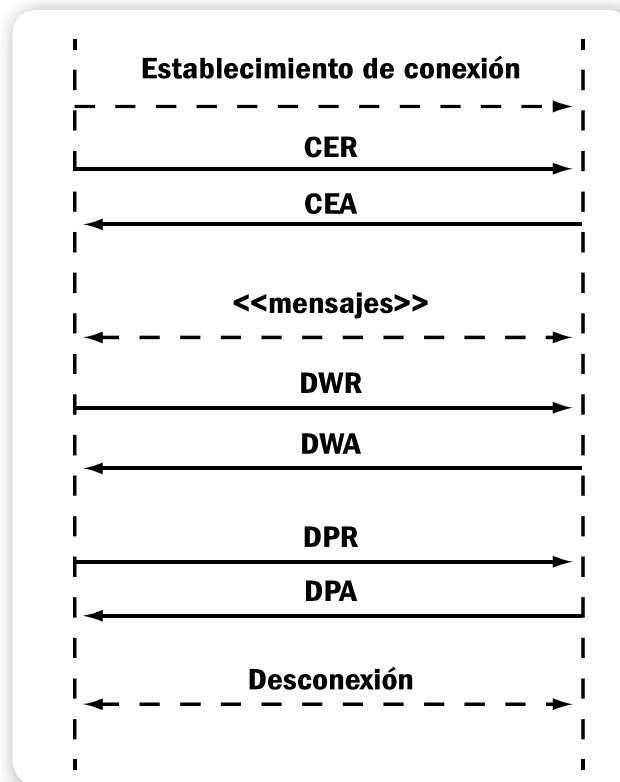 Establecimiento de conexión
CER
CEA
<<mensajes>>
DWR
DWA
DPR
DPA
Desconexión